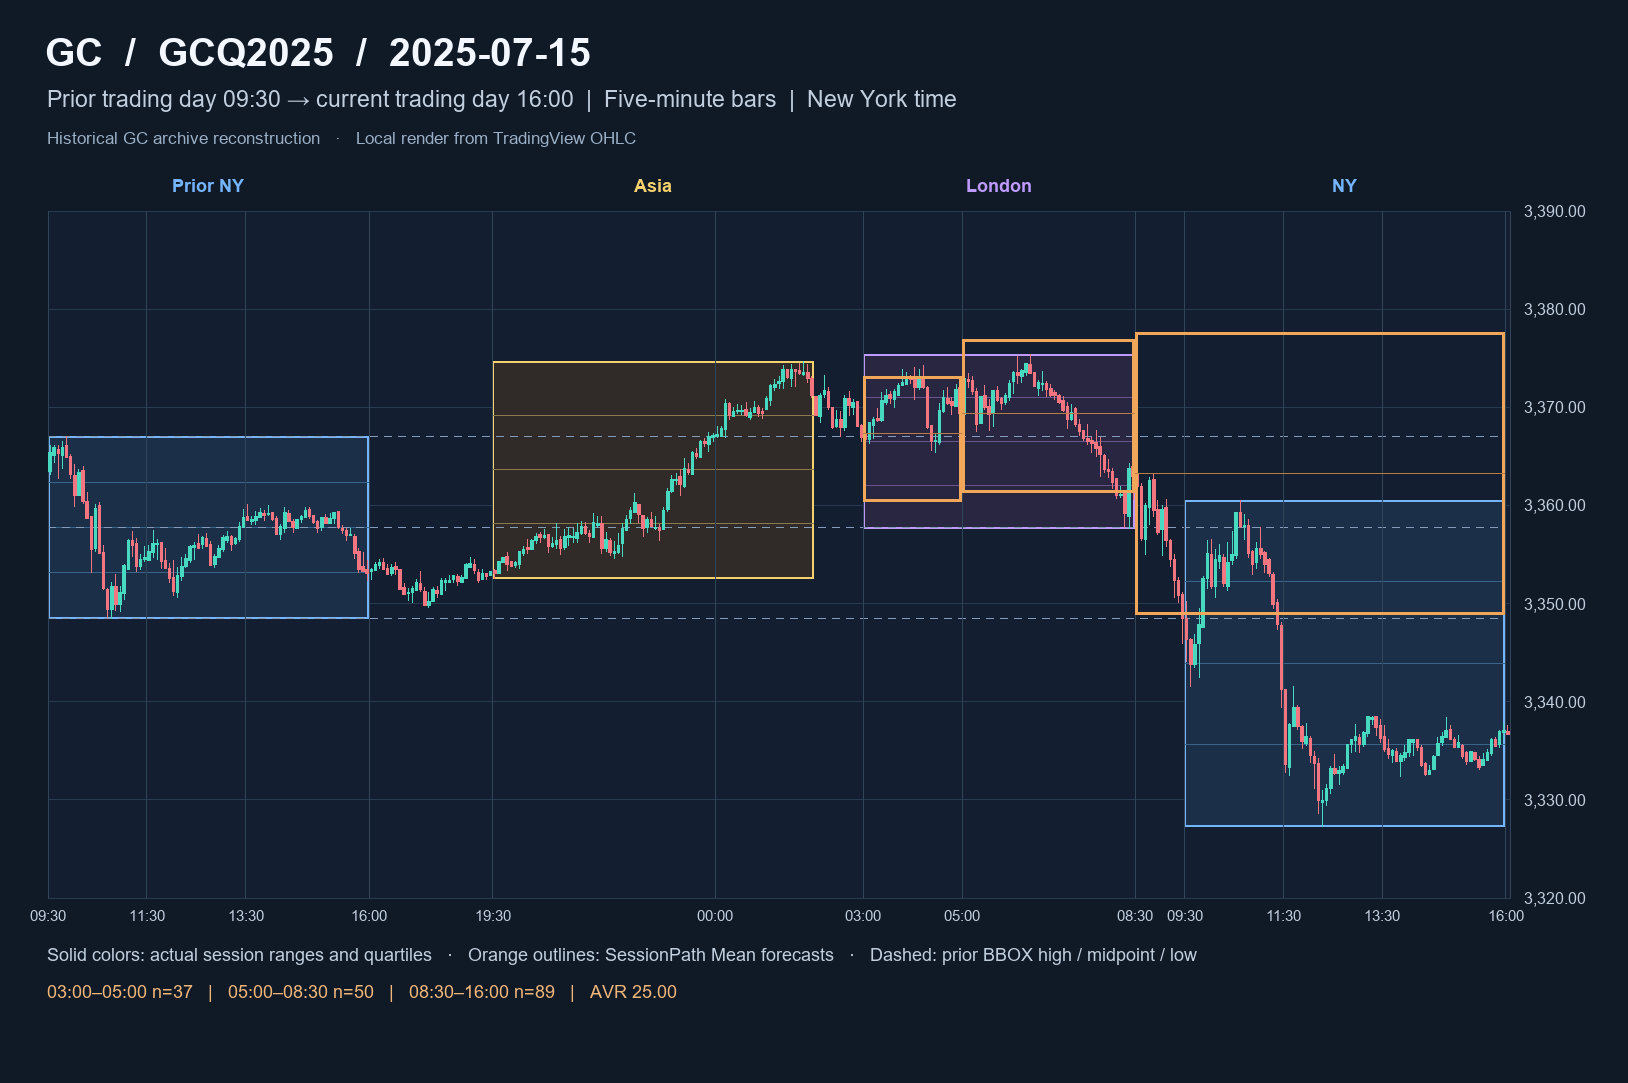 GC / GCQ2025 / 2025-07-15
Prior trading day 09:30 → current trading day 16:00 | Five-minute bars | New York time
Historical GC archive reconstruction · Local render from TradingView OHLC
Prior NY Asia London NY
3,390.00
3,380.00
3,370.00
3,360.00
3,350.00
3,340.00
3,330.00
3,320.00
09:30 11:30 13:30 16:00 19:30 00:00 03:00 05:00 08:30 09:30 11:30 13:30 16:00
Solid colors: actual session ranges and quartiles · Orange outlines: SessionPath Mean forecasts · Dashed: prior BBOX high / midpoint / low
03:00–05:00 n=37 | 05:00–08:30 n=50 | 08:30–16:00 n=89 | AVR 25.00